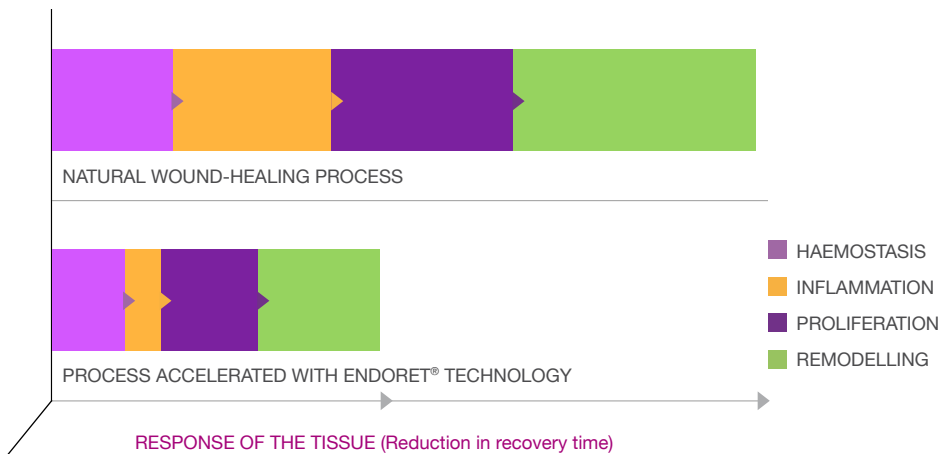 NATURAL WOUND-HEALING PROCESS
HAEMOSTASIS
INFLAMMATION
PROLIFERATION
REMODELLING
PROCESS ACCELERATED WITH ENDORET® TECHNOLOGY
RESPONSE OF THE TISSUE (Reduction in recovery time)